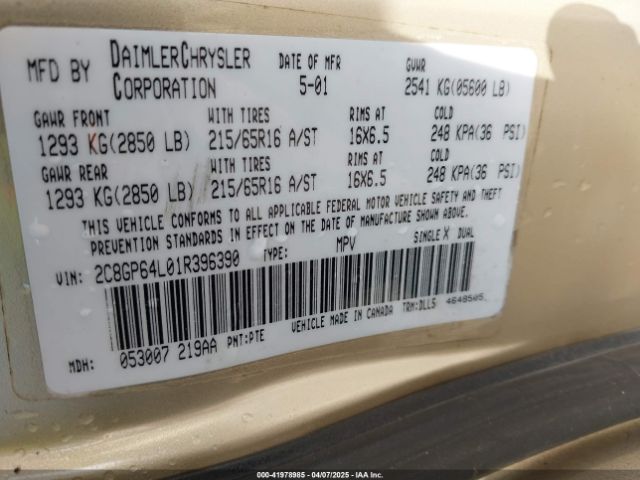 MFD BY DAIMLERCHRYSLER CORPORATION DATE OF MFR 5-01 GVWR 2541 KG(05600 LB)
GAWR FRONT WITH TIRES RIMS AT COLD
1293 KG(2850 LB) 215/65R16 A/ST 16X6.5 248 KPA(36 PSI)
GAWR REAR WITH TIRES RIMS AT COLD
1293 KG(2850 LB) 215/65R16 A/ST 16X6.5 248 KPA(36 PSI)
THIS VEHICLE CONFORMS TO ALL APPLICABLE FEDERAL MOTOR VEHICLE SAFETY AND THEFT
PREVENTION STANDARDS IN EFFECT ON THE DATE OF MANUFACTURE SHOWN ABOVE.
VIN: 2C8GP64L01R396390 TYPE: MPV SINGLE X DUAL
VEHICLE MADE IN CANADA TRM:DLL5 4648505
MDH: 053007 219AA PNT:PTE
000-41978985 - 04/07/2025 - IAA Inc.